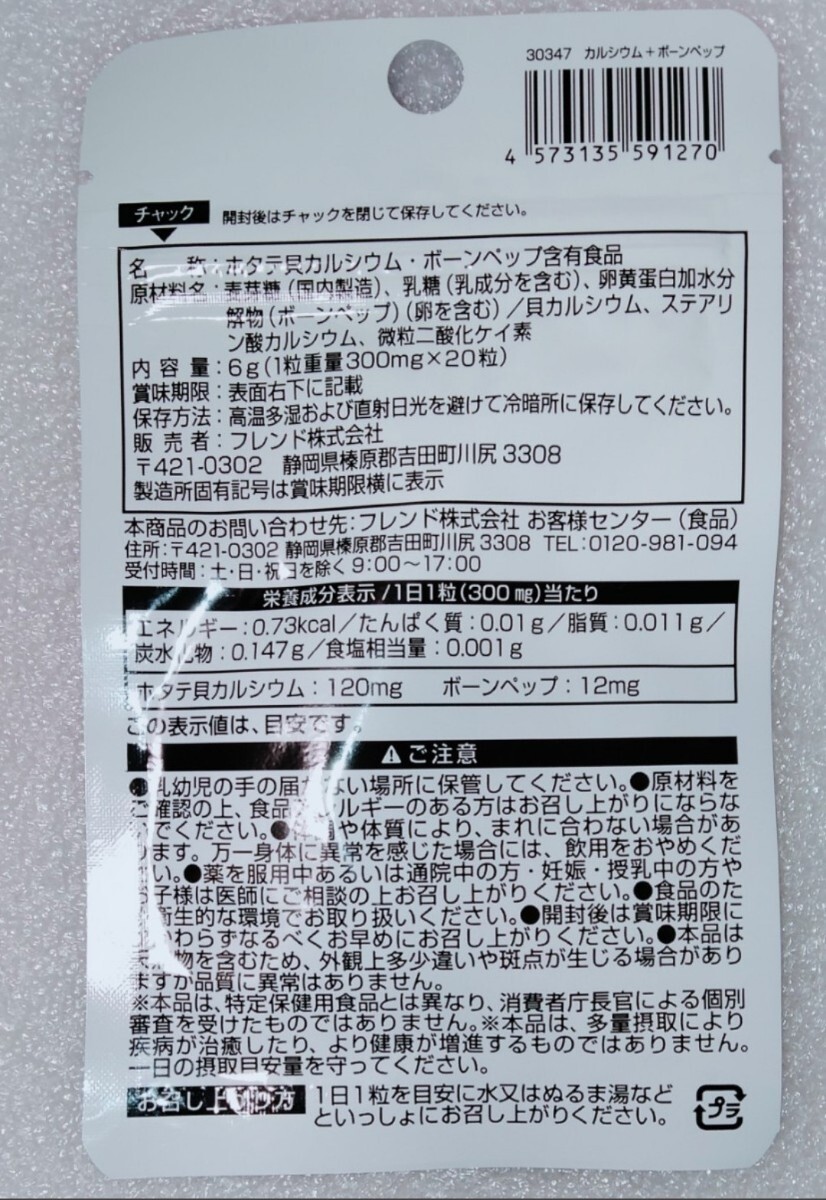 30347 カルシウム+ボーンペップ
4 573135 591270
チャック 開封後はチャックを閉じて保存してください。
名 称:ホタテ貝カルシウム・ボーンペップ含有食品
原材料名:麦芽糖(国内製造)、乳糖(乳成分を含む)、卵黄蛋白加水分
解物(ボーンペップ)(卵を含む)/貝カルシウム、ステアリ
ン酸カルシウム、微粒二酸化ケイ素
内容量:6g(1粒重量300mg×20粒)
賞味期限:表面右下に記載
保存方法:高温多湿および直射日光を避けて冷暗所に保存してください。
販売者:フレンド株式会社
〒421-0302 静岡県榛原郡吉田町川尻3308
製造所固有記号は賞味期限横に表示
本商品のお問い合わせ先:フレンド株式会社 お客様センター(食品)
住所:〒421-0302 静岡県榛原郡吉田町川尻3308 TEL:0120-981-094
受付時間:土・日・祝日を除く9:00~17:00
栄養成分表示/1日1粒(300mg)当たり
エネルギー:0.73kcal/たんぱく質:0.01g/脂質:0.011g/
炭水化物:0.147g/食塩相当量:0.001g
ホタテ貝カルシウム:120mg ボーンペップ:12mg
この表示値は、目安です。
⚠ご注意
●乳幼児の手の届かない場所に保管してください。●原材料を
ご確認の上、食品アレルギーのある方はお召し上がりにならな
いでください。●体調や体質により、まれに合わない場合があ
ります。万一身体に異常を感じた場合には、飲用をおやめくだ
さい。●薬を服用中あるいは通院中の方・妊娠・授乳中の方や
お子様は医師にご相談の上お召し上がりください。●食品のた
め衛生的な環境でお取り扱いください。●開封後は賞味期限に
かかわらずなるべくお早めにお召し上がりください。●本品は
天然物を含むため、外観上多少違いや斑点が生じる場合があり
ますが品質に異常はありません。
※本品は、特定保健用食品とは異なり、消費者庁長官による個別
審査を受けたものではありません。※本品は、多量摂取により
疾病が治癒したり、より健康が増進するものではありません。
一日の摂取目安量を守ってください。
お召し上がり方 1日1粒を目安に水又はぬるま湯など
といっしょにお召し上がりください。
プラ